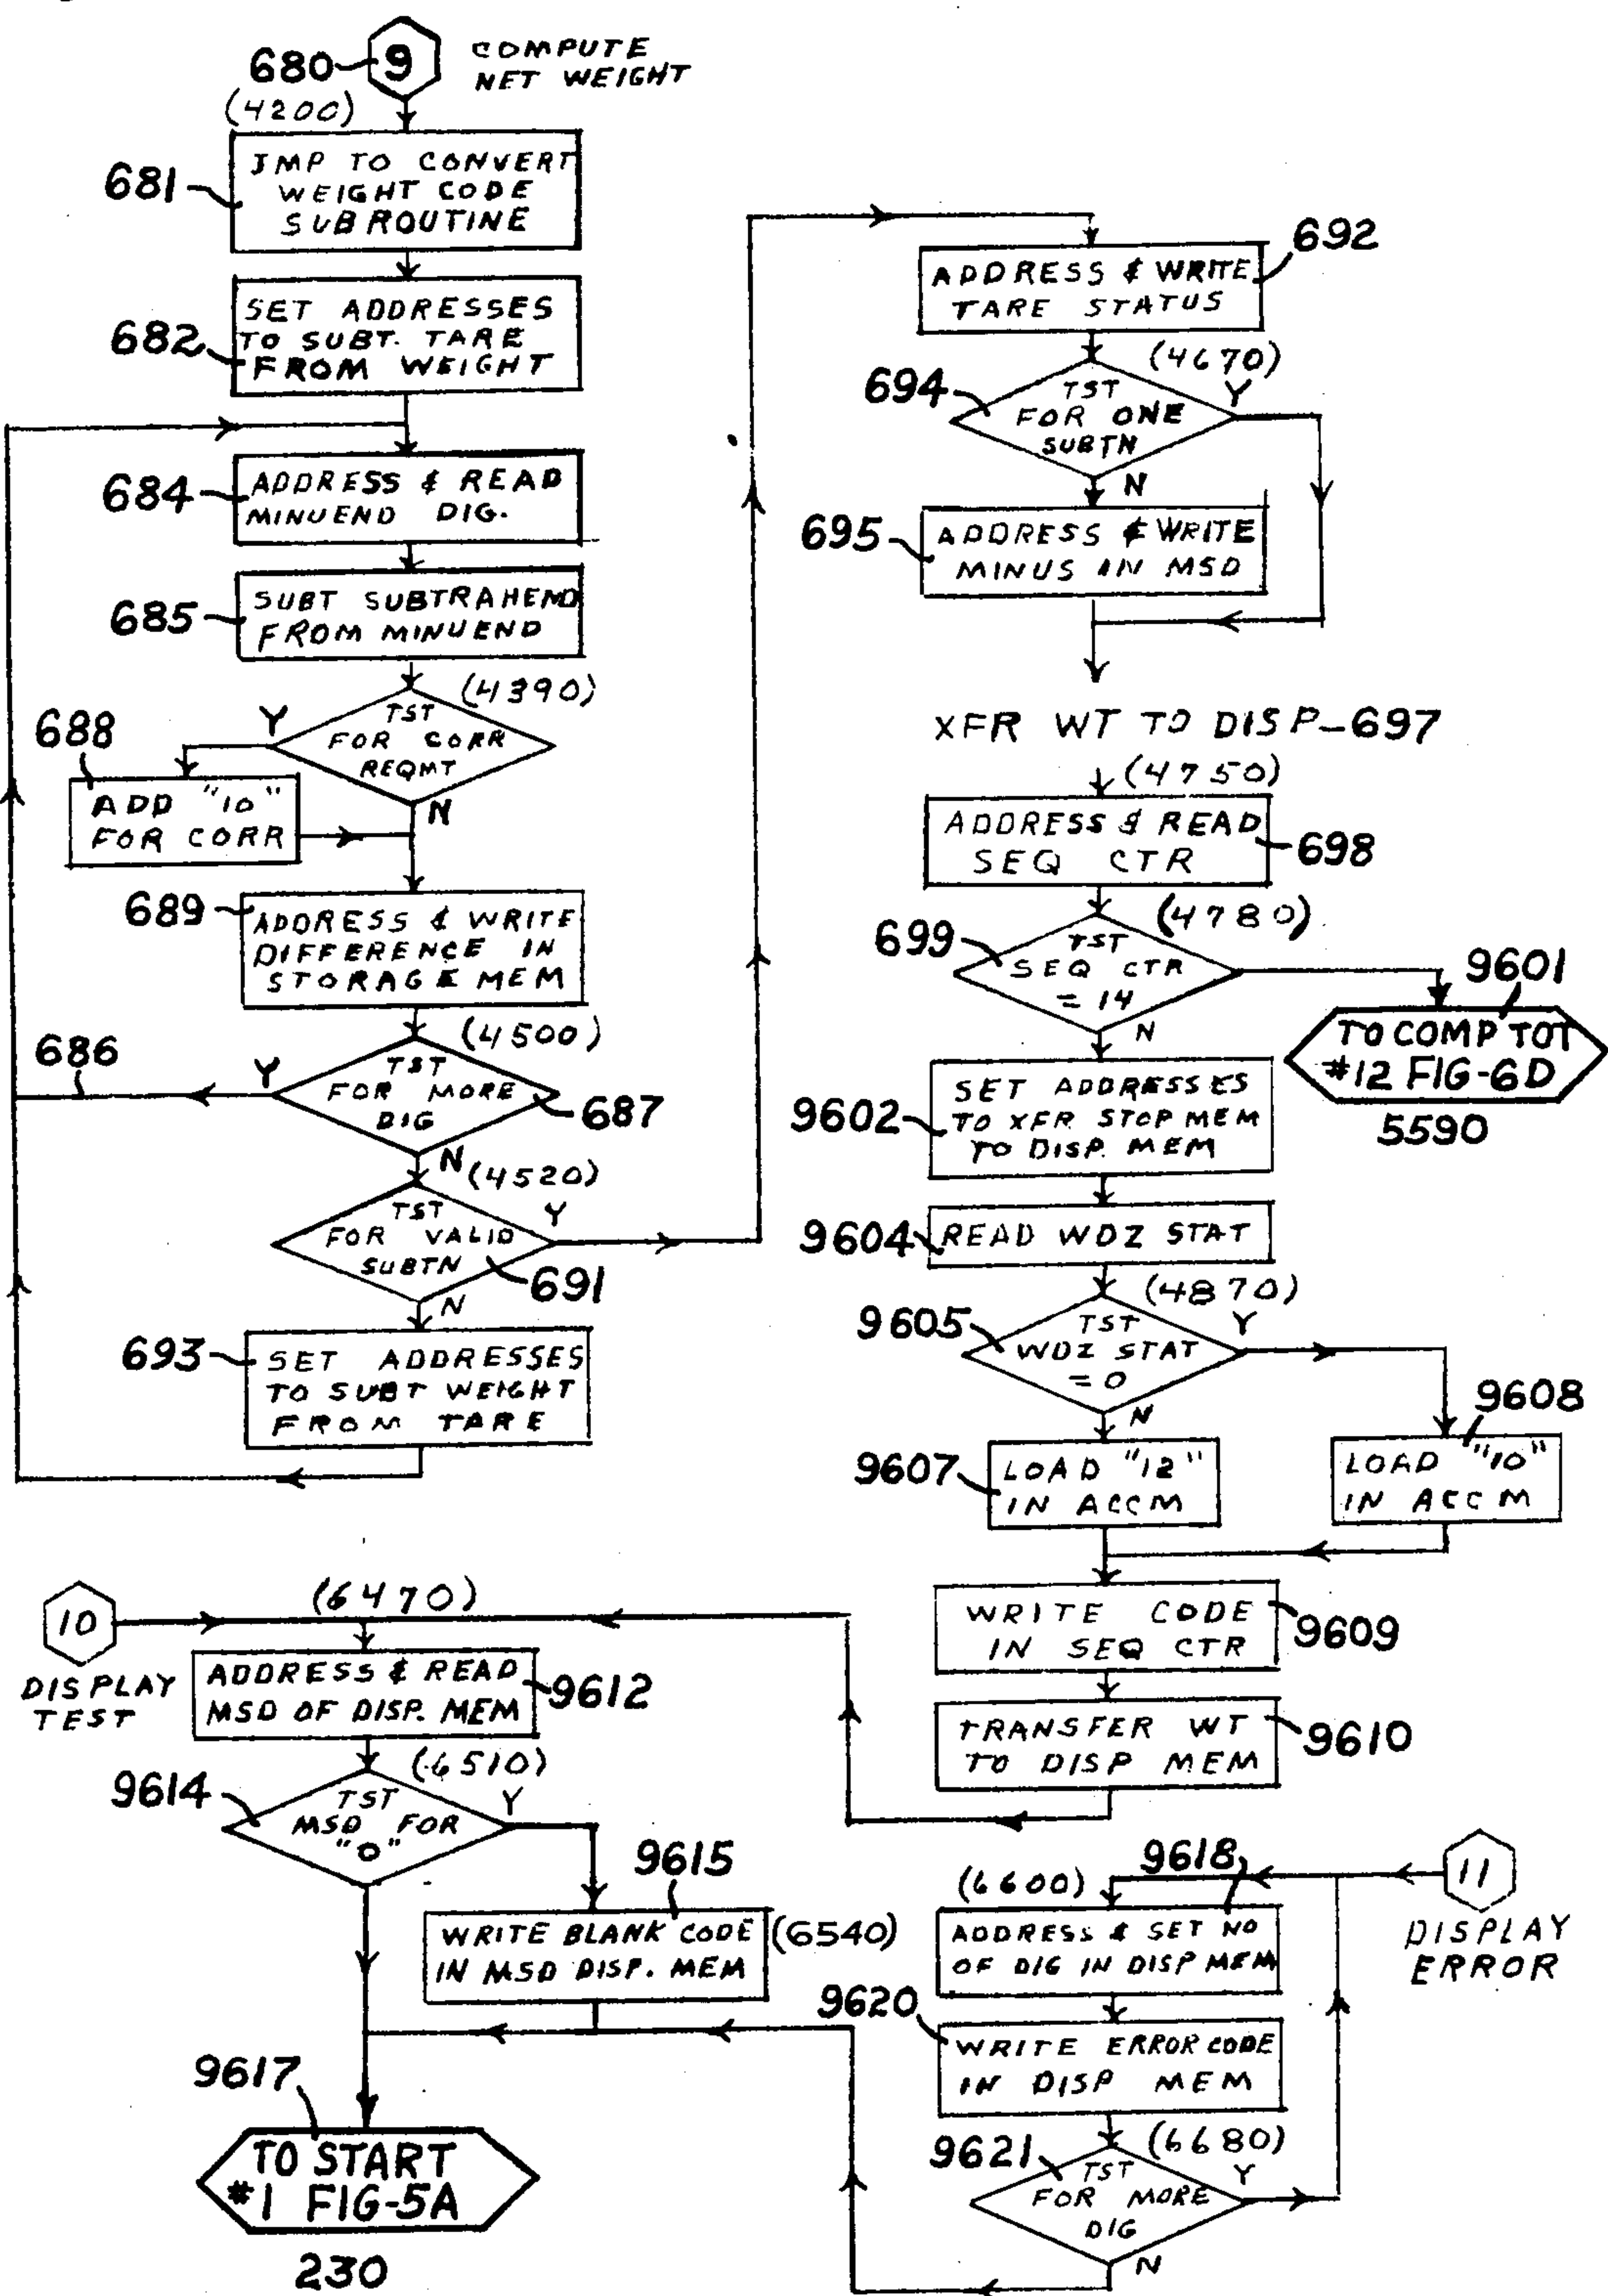 680
9
COMPUTE
NET WEIGHT
(4200)
681
JMP TO CONVERT
WEIGHT CODE
SUBROUTINE
682
SET ADDRESSES
TO SUBT. TARE
FROM WEIGHT
684
ADDRESS & READ
MINUEND DIG.
685
SUBT SUBTRAHEND
FROM MINUEND
(4390)
TST
FOR CORR
REQMT
Y
N
688
ADD "10"
FOR CORR
689
ADDRESS & WRITE
DIFFERENCE IN
STORAGE MEM
(4500)
686
Y
TST
FOR MORE
DIG
687
N
(4520)
TST
FOR VALID
SUBTN
Y
691
N
693
SET ADDRESSES
TO SUBT WEIGHT
FROM TARE
692
ADDRESS & WRITE
TARE STATUS
(4670)
694
TST
FOR ONE
SUBTN
Y
N
695
ADDRESS & WRITE
MINUS IN MSD
XFR WT TO DISP-697
(4750)
ADDRESS & READ
SEQ CTR
698
(4780)
699
TST
SEQ CTR
= 14
N
9601
TO COMP TOT
#12 FIG-6D
5590
9602
SET ADDRESSES
TO XFR STOP MEM
TO DISP. MEM
9604
READ WDZ STAT
(4870)
9605
TST
WDZ STAT
= 0
Y
N
9607
LOAD "12"
IN ACCM
9608
LOAD "10"
IN ACCM
WRITE CODE
IN SEQ CTR
9609
TRANSFER WT
TO DISP MEM
9610
10
DISPLAY
TEST
(6470)
ADDRESS & READ
MSD OF DISP. MEM
9612
(6510)
9614
TST
MSD FOR
"0"
Y
9615
WRITE BLANK CODE
IN MSD DISP. MEM
(6540)
9617
TO START
#1 FIG-5A
230
11
DISPLAY
ERROR
9618
(6600)
ADDRESS & SET NO
OF DIG IN DISP MEM
9620
WRITE ERROR CODE
IN DISP MEM
(6680)
9621
TST
FOR MORE
DIG
Y
N